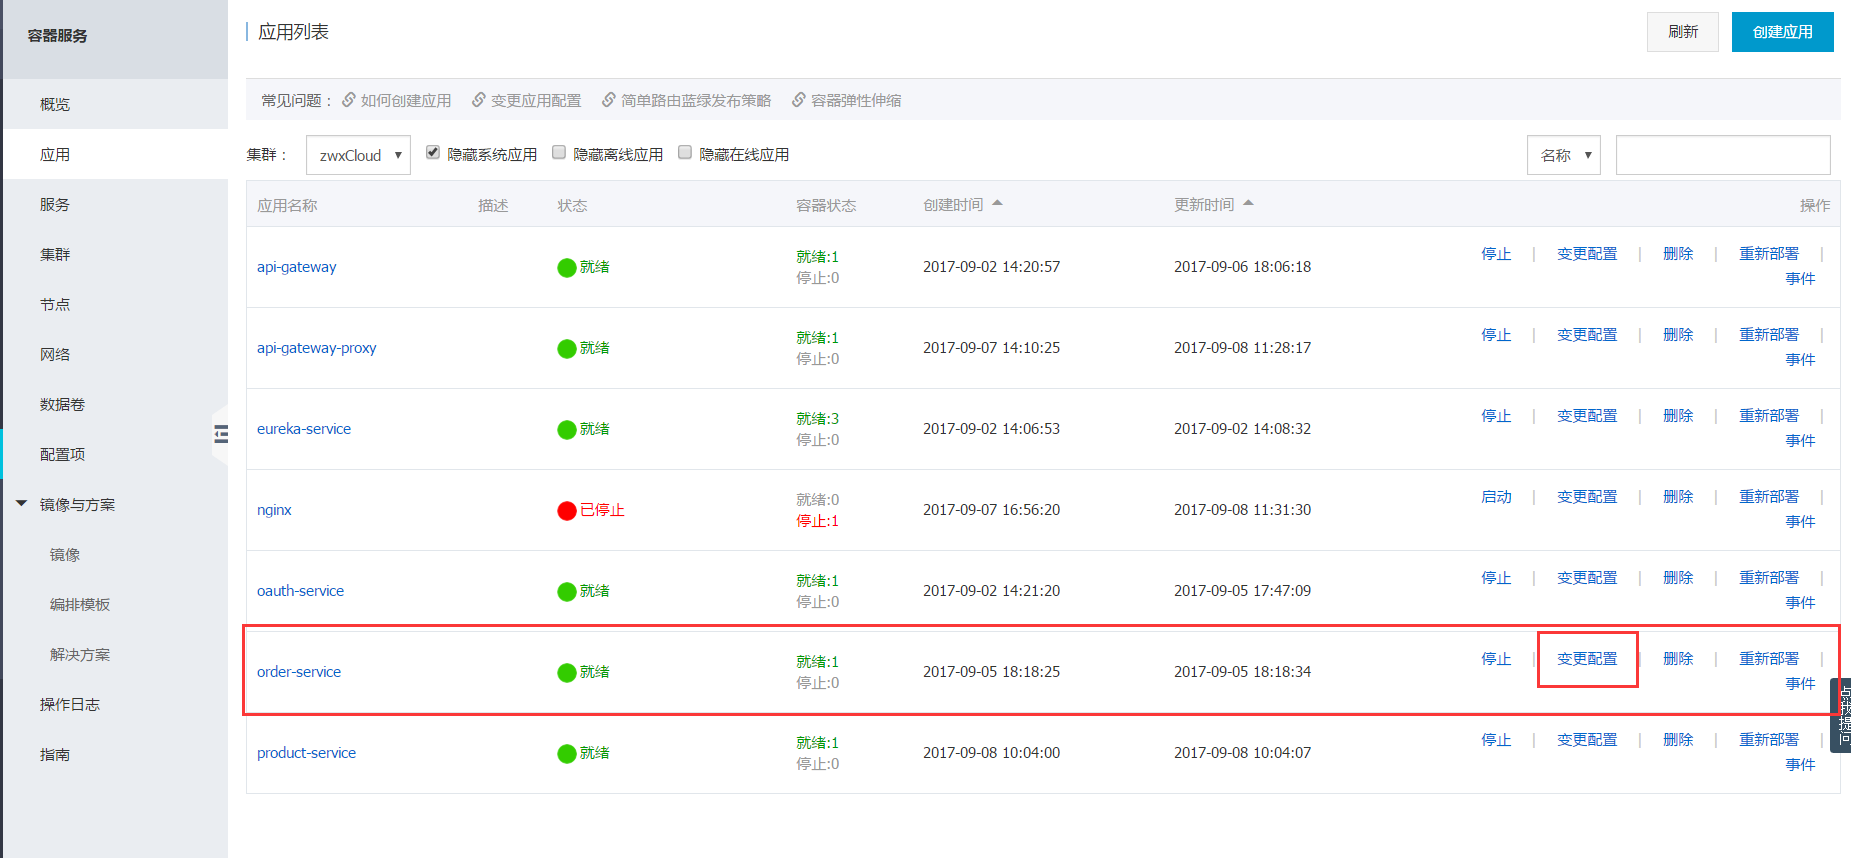 容器服务
概览
应用
服务
集群
节点
网络
数据卷
配置项
镜像与方案
镜像
编排模板
解决方案
操作日志
指南
应用列表
刷新
创建应用
常见问题： 如何创建应用 变更应用配置 简单路由蓝绿发布策略 容器弹性伸缩
集群： zwxCloud 隐藏系统应用 隐藏离线应用 隐藏在线应用 名称
应用名称 描述 状态 容器状态 创建时间 更新时间 操作
api-gateway 就绪 就绪:1 停止:0 2017-09-02 14:20:57 2017-09-06 18:06:18 停止 | 变更配置 | 删除 | 重新部署 |
事件
api-gateway-proxy 就绪 就绪:1 停止:0 2017-09-07 14:10:25 2017-09-08 11:28:17 停止 | 变更配置 | 删除 | 重新部署 |
事件
eureka-service 就绪 就绪:3 停止:0 2017-09-02 14:06:53 2017-09-02 14:08:32 停止 | 变更配置 | 删除 | 重新部署 |
事件
nginx 已停止 就绪:0 停止:1 2017-09-07 16:56:20 2017-09-08 11:31:30 启动 | 变更配置 | 删除 | 重新部署 |
事件
oauth-service 就绪 就绪:1 停止:0 2017-09-02 14:21:20 2017-09-05 17:47:09 停止 | 变更配置 | 删除 | 重新部署 |
事件
order-service 就绪 就绪:1 停止:0 2017-09-05 18:18:25 2017-09-05 18:18:34 停止 | 变更配置 | 删除 | 重新部署 |
事件
product-service 就绪 就绪:1 停止:0 2017-09-08 10:04:00 2017-09-08 10:04:07 停止 | 变更配置 | 删除 | 重新部署 |
事件
点我提问